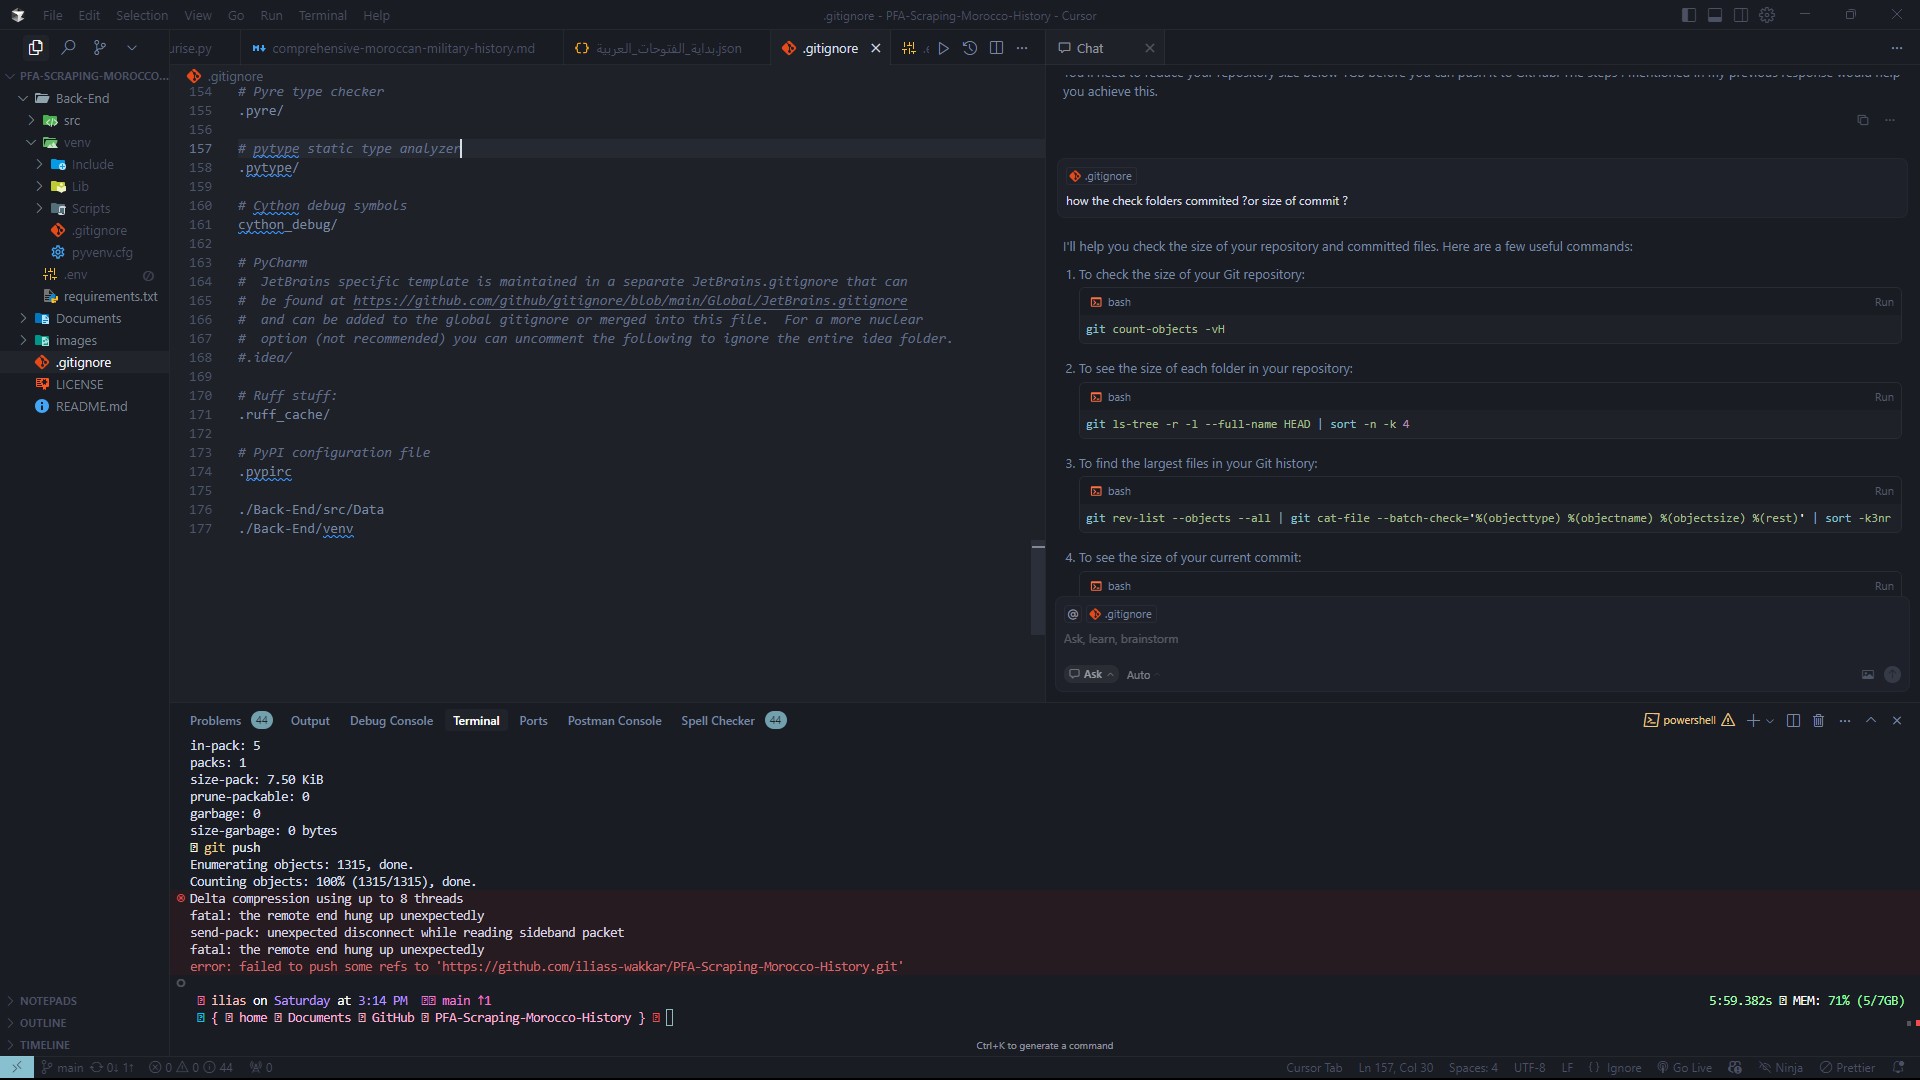 File Edit Selection View Go Run Terminal Help
.gitignore - PFA-Scraping-Morocco-History - Cursor
urise.py
comprehensive-moroccan-military-history.md
بداية_الفتوحات_العربية.json
.gitignore
Chat
PFA-SCRAPING-MOROCCO...
Back-End
src
venv
Include
Lib
Scripts
.gitignore
pyvenv.cfg
.env
requirements.txt
Documents
images
.gitignore
LICENSE
README.md
NOTEPADS
OUTLINE
TIMELINE
.gitignore
154 # Pyre type checker
155 .pyre/
156
157 # pytype static type analyzer
158 .pytype/
159
160 # Cython debug symbols
161 cython_debug/
162
163 # PyCharm
164 #  JetBrains specific template is maintained in a separate JetBrains.gitignore that can
165 #  be found at https://github.com/github/gitignore/blob/main/Global/JetBrains.gitignore
166 #  and can be added to the global gitignore or merged into this file.  For a more nuclear
167 #  option (not recommended) you can uncomment the following to ignore the entire idea folder.
168 #.idea/
169
170 # Ruff stuff:
171 .ruff_cache/
172
173 # PyPI configuration file
174 .pypirc
175
176 ./Back-End/src/Data
177 ./Back-End/venv
you achieve this.
.gitignore
how the check folders commited ?or size of commit ?
I'll help you check the size of your repository and committed files. Here are a few useful commands:
1. To check the size of your Git repository:
bash Run
git count-objects -vH
2. To see the size of each folder in your repository:
bash Run
git ls-tree -r -l --full-name HEAD | sort -n -k 4
3. To find the largest files in your Git history:
bash Run
git rev-list --objects --all | git cat-file --batch-check='%(objecttype) %(objectname) %(objectsize) %(rest)' | sort -k3nr
4. To see the size of your current commit:
bash Run
@ .gitignore
Ask, learn, brainstorm
Ask Auto
Problems 44 Output Debug Console Terminal Ports Postman Console Spell Checker 44
powershell
in-pack: 5
packs: 1
size-pack: 7.50 KiB
prune-packable: 0
garbage: 0
size-garbage: 0 bytes
git push
Enumerating objects: 1315, done.
Counting objects: 100% (1315/1315), done.
Delta compression using up to 8 threads
fatal: the remote end hung up unexpectedly
send-pack: unexpected disconnect while reading sideband packet
fatal: the remote end hung up unexpectedly
error: failed to push some refs to 'https://github.com/iliass-wakkar/PFA-Scraping-Morocco-History.git'
ilias on Saturday at 3:14 PM main ↑1
5:59.382s MEM: 71% (5/7GB)
{ home Documents GitHub PFA-Scraping-Morocco-History }
Ctrl+K to generate a command
main 0↓ 1↑ 0 0 44 0
Cursor Tab Ln 157, Col 30 Spaces: 4 UTF-8 LF Ignore Go Live Ninja Prettier